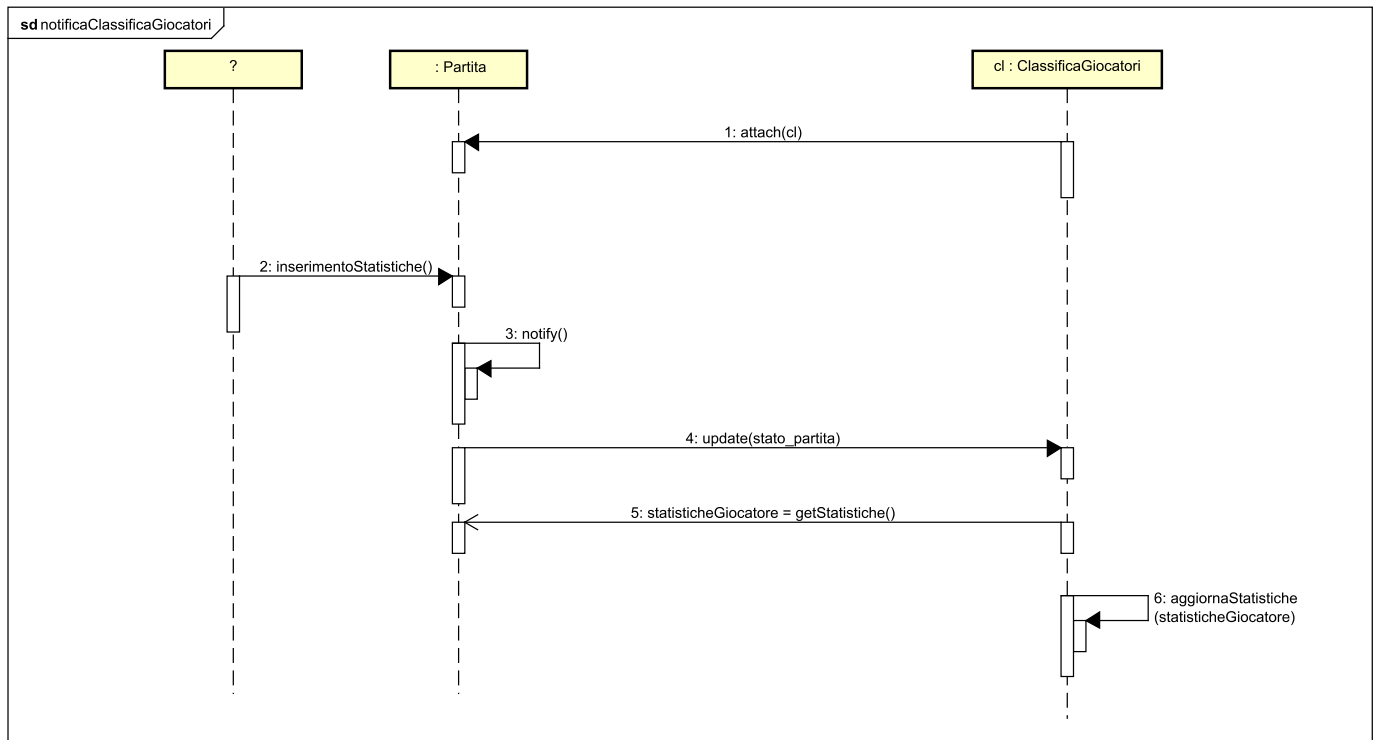 sd notificaClassificaGiocatori
?
: Partita
cl : ClassificaGiocatori
1: attach(cl)
2: inserimentoStatistiche()
3: notify()
4: update(stato_partita)
5: statisticheGiocatore = getStatistiche()
6: aggiornaStatistiche
(statisticheGiocatore)